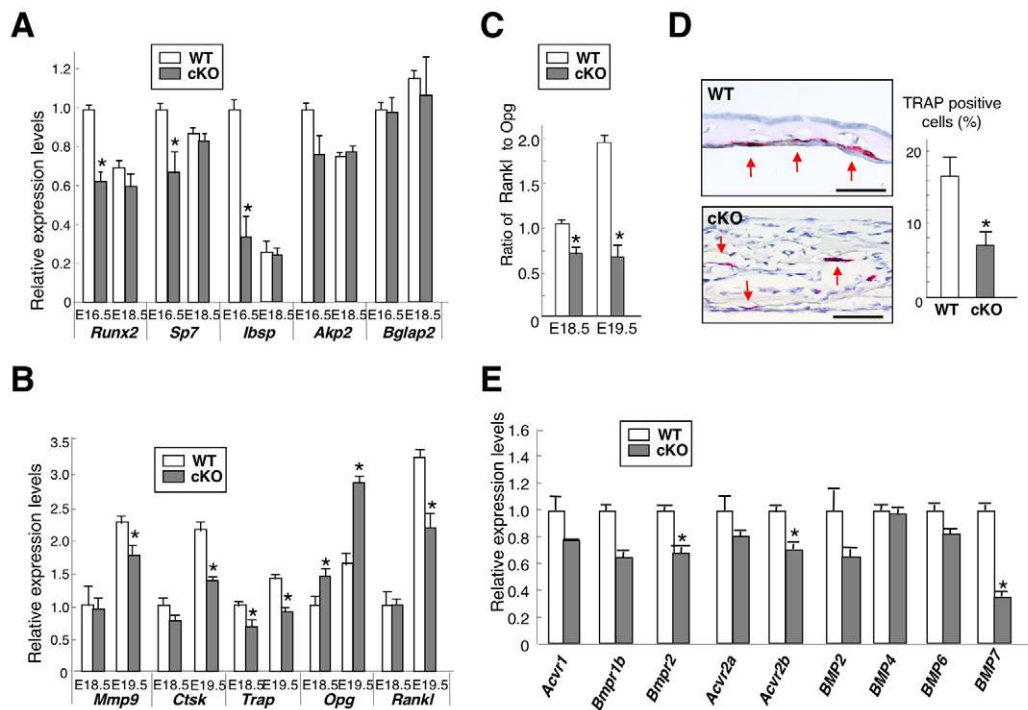 A
WT
cKO
Relative expression levels
1.2
1.0
0.8
0.6
0.4
0.2
0
E16.5 E18.5 E16.5 E18.5 E16.5 E18.5 E16.5 E18.5 E16.5 E18.5
Runx2 Sp7 Ibsp Akp2 Bglap2
* * *
C
WT
cKO
Ratio of Rankl to Opg
2.0
1.5
1.0
0.5
0.0
* *
E18.5 E19.5
D
WT
cKO
TRAP positive
cells (%)
20
10
0
*
WT cKO
B
WT
cKO
Relative expression levels
3.5
3.0
2.5
2.0
1.5
1.0
0.5
0
* * * * * * *
E18.5 E19.5 E18.5 E19.5 E18.5 E19.5 E18.5 E19.5 E18.5 E19.5
Mmp9 Ctsk Trap Opg Rankl
E
WT
cKO
Relative expression levels
1.6
1.4
1.2
1.0
0.8
0.6
0.4
0.2
0
* * *
Acvr1 Bmpr1b Bmpr2 Acvr2a Acvr2b BMP2 BMP4 BMP6 BMP7